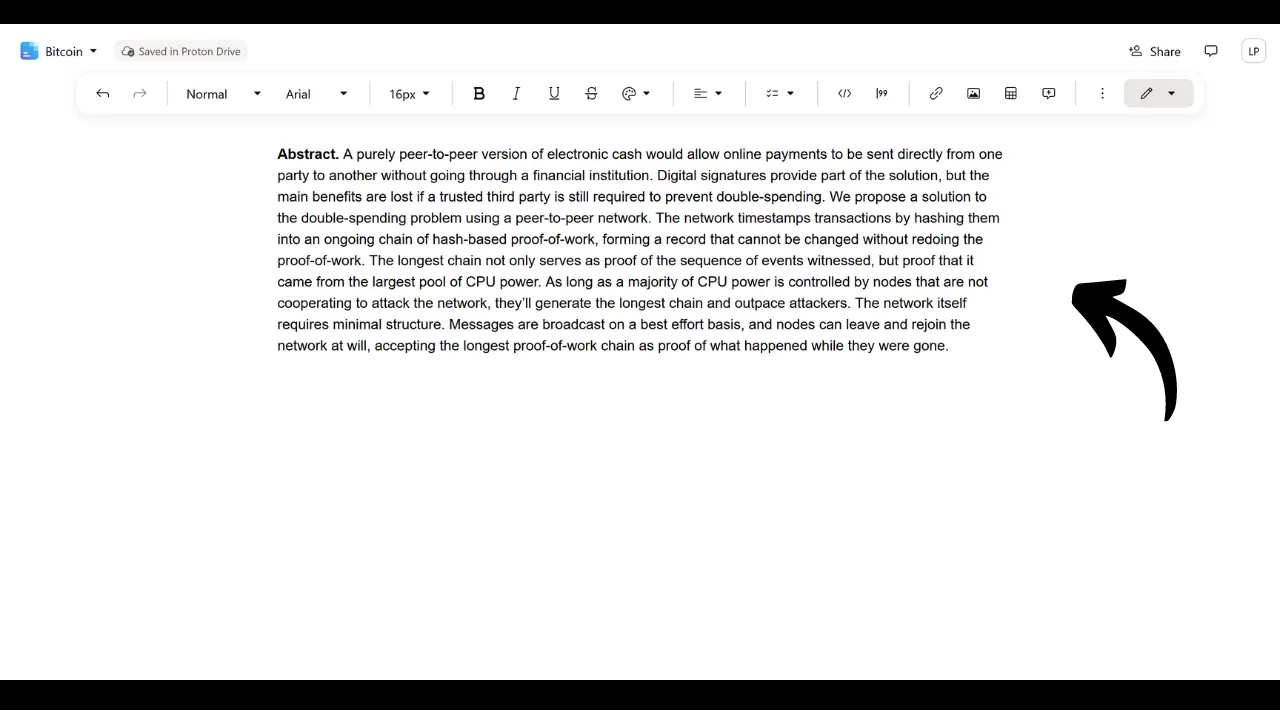 Bitcoin
Saved in Proton Drive
Share
LP
Normal
Arial
16px
B
I
U
S
Abstract. A purely peer-to-peer version of electronic cash would allow online payments to be sent directly from one
party to another without going through a financial institution. Digital signatures provide part of the solution, but the
main benefits are lost if a trusted third party is still required to prevent double-spending. We propose a solution to
the double-spending problem using a peer-to-peer network. The network timestamps transactions by hashing them
into an ongoing chain of hash-based proof-of-work, forming a record that cannot be changed without redoing the
proof-of-work. The longest chain not only serves as proof of the sequence of events witnessed, but proof that it
came from the largest pool of CPU power. As long as a majority of CPU power is controlled by nodes that are not
cooperating to attack the network, they'll generate the longest chain and outpace attackers. The network itself
requires minimal structure. Messages are broadcast on a best effort basis, and nodes can leave and rejoin the
network at will, accepting the longest proof-of-work chain as proof of what happened while they were gone.